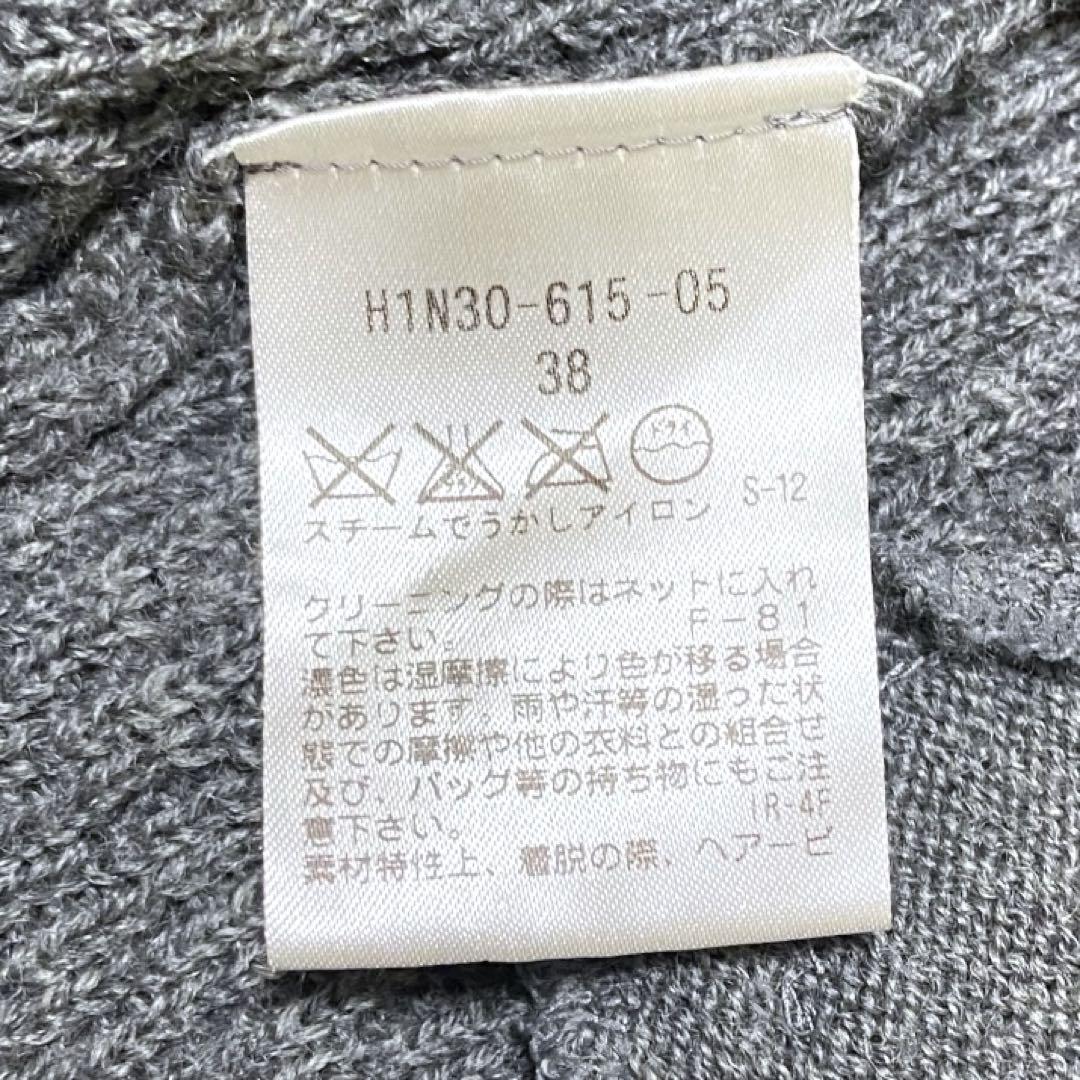 H1N30-615-05
38
エンソ
ドライ
スチームでうかしアイロン S-12
クリーニングの際はネットに入れ
て下さい。 F-81
濃色は湿摩擦により色が移る場合
があります。雨や汗等の湿った状
態での摩擦や他の衣料との組合せ
及び、バッグ等の持ち物にもご注
意下さい。 IR-4F
素材特性上、着脱の際、ヘアーピ